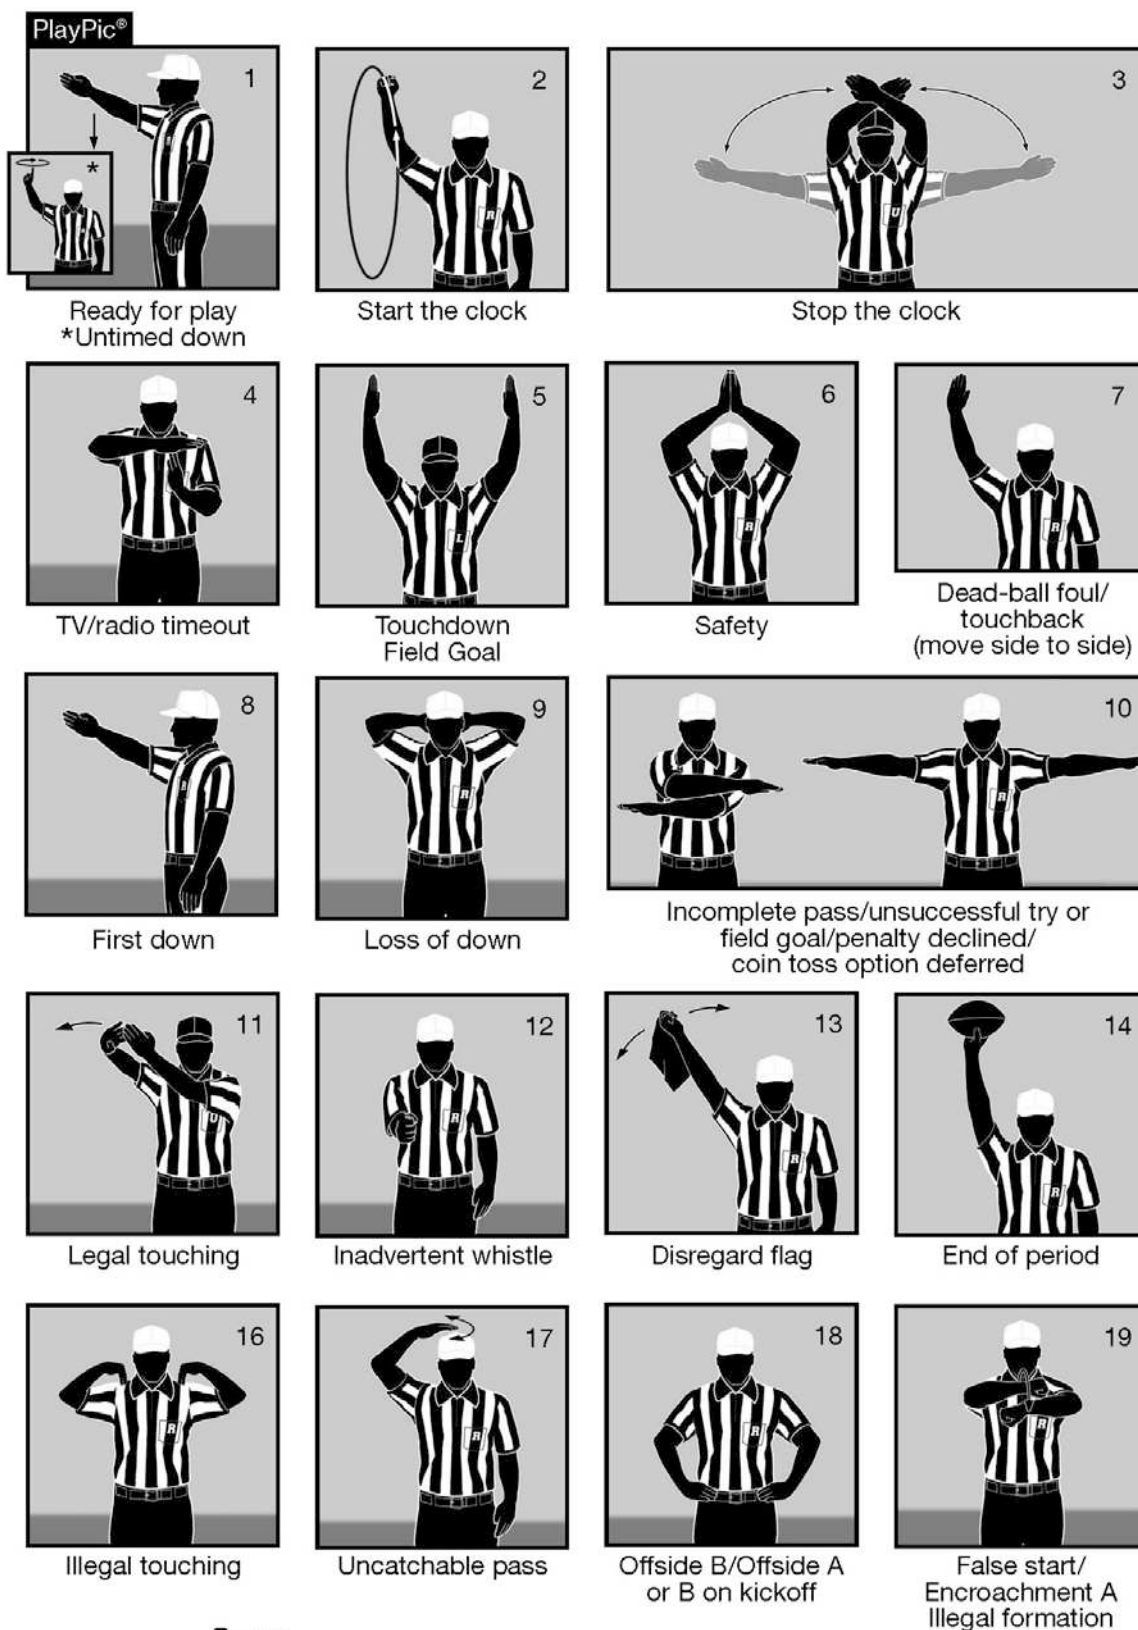 PlayPic®
1
2
3
*
R
R
U
Ready for play
*Untimed down
Start the clock
Stop the clock
4
5
6
7
L
R
R
TV/radio timeout
Touchdown
Field Goal
Safety
Dead-ball foul/
touchback
(move side to side)
8
9
10
R
R
R
First down
Loss of down
Incomplete pass/unsuccessful try or
field goal/penalty declined/
coin toss option deferred
11
12
13
14
U
R
R
R
Legal touching
Inadvertent whistle
Disregard flag
End of period
16
17
18
19
R
R
R
R
Illegal touching
Uncatchable pass
Offside B/Offside A
or B on kickoff
False start/
Encroachment A
Illegal formation